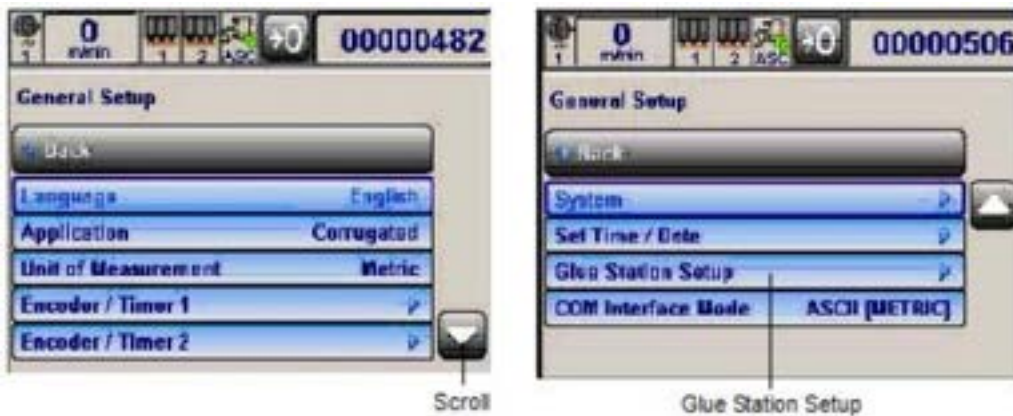 0 m/min 1 1 2 ASC →0 00000482
General Setup
Back
Language English
Application Corrugated
Unit of Measurement Metric
Encoder / Timer 1
Encoder / Timer 2
Scroll
0 m/min 1 1 2 ASC →0 00000506
General Setup
Back
System
Set Time / Date
Glue Station Setup
COM Interface Mode ASCII [METRIC]
Glue Station Setup